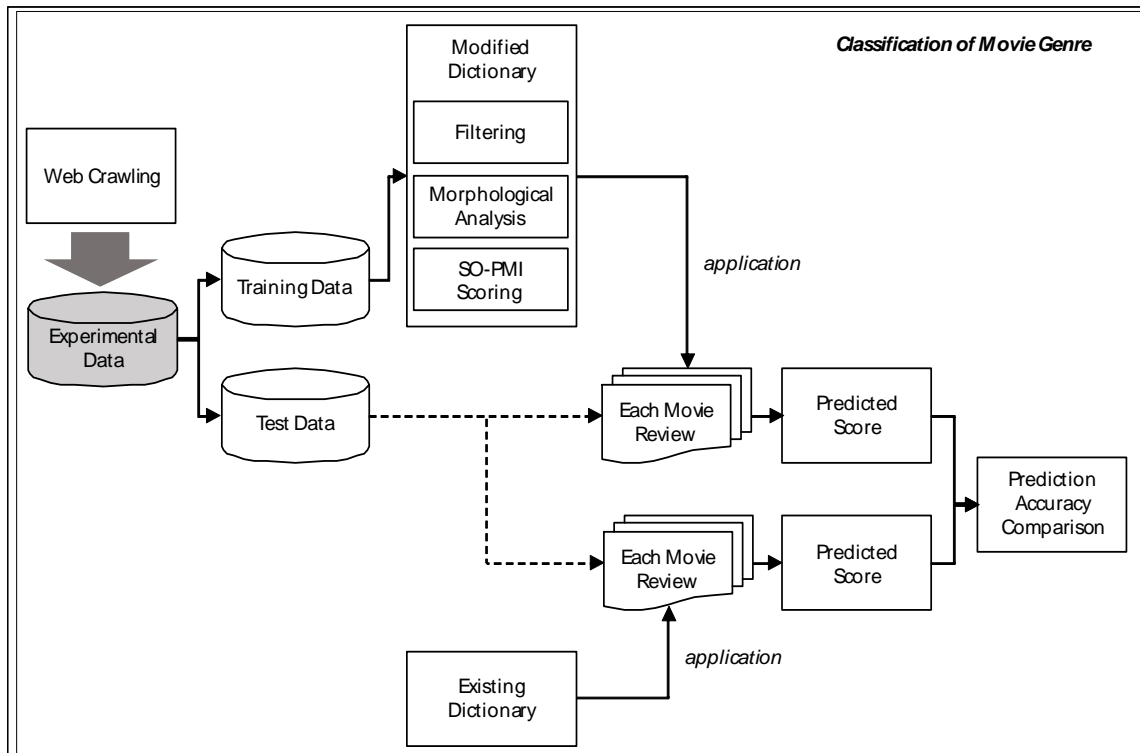 Classification of Movie Genre
Modified
Dictionary
Filtering
Morphological
Analysis
SO-PMI
Scoring
Web Crawling
Experimental
Data
Training Data
Test Data
application
Each Movie
Review
Predicted
Score
Prediction
Accuracy
Comparison
Each Movie
Review
Predicted
Score
application
Existing
Dictionary